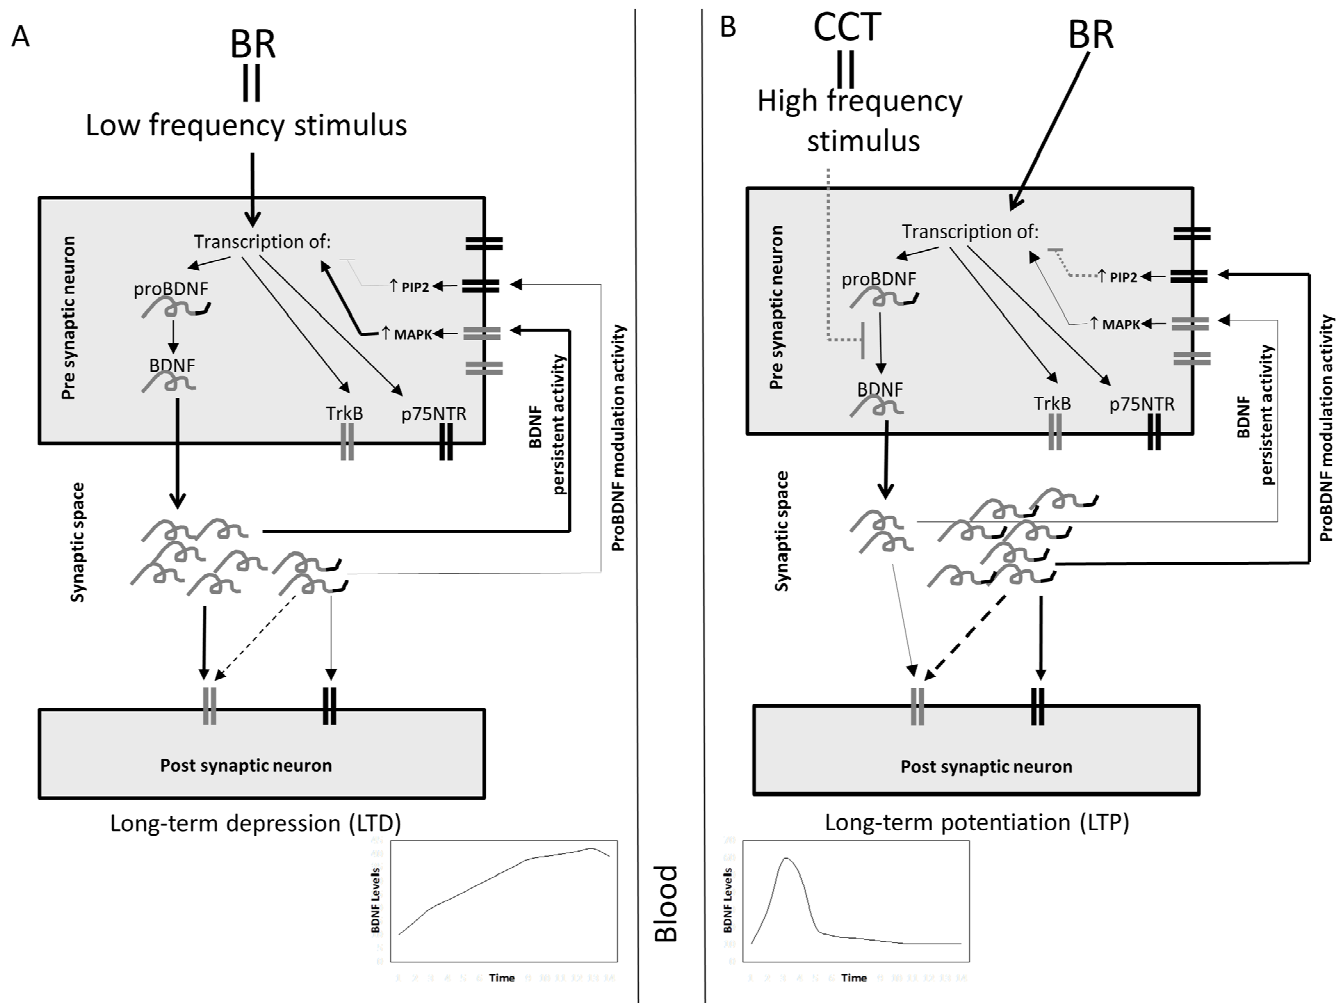 A
BR
Low frequency stimulus
Pre synaptic neuron
Transcription of:
proBDNF
BDNF
↑ PIP2
↑ MAPK
TrkB
p75NTR
BDNF
persistent activity
ProBDNF modulation activity
Synaptic space
Post synaptic neuron
Long-term depression (LTD)
BDNF Levels
Time
Blood
B
CCT
High frequency
stimulus
BR
Pre synaptic neuron
Transcription of:
proBDNF
BDNF
↑ PIP2
↑ MAPK
TrkB
p75NTR
BDNF
persistent activity
ProBDNF modulation activity
Synaptic space
Post synaptic neuron
Long-term potentiation (LTP)
BDNF Levels
Time